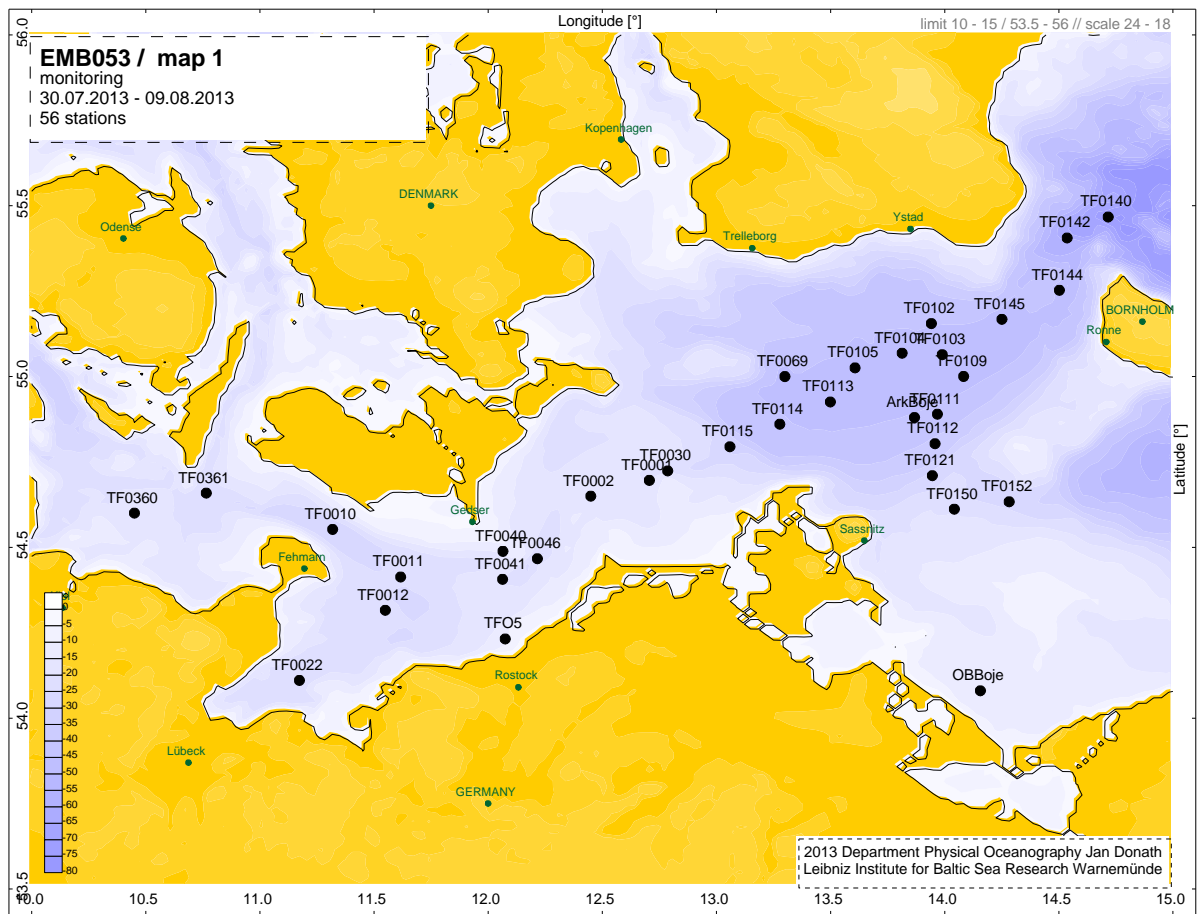 Longitude [°]
limit 10 - 15 / 53.5 - 56 // scale 24 - 18
56.0
EMB053 / map 1
monitoring
30.07.2013 - 09.08.2013
56 stations
Kopenhagen
DENMARK
55.5
Odense
Ystad
Trelleborg
TF0140
TF0142
TF0144
BORNHOLM
Ronne
TF0102
TF0145
TF0104
TF0103
TF0105
TF0069
TF0109
55.0
TF0113
ArkBoje
TF0111
TF0114
TF0112
TF0115
Latitude [°]
TF0030
TF0001
TF0121
TF0002
TF0361
TF0360
TF0150
TF0152
TF0010
Gedser
Sassnitz
54.5
TF0040
TF0046
Fehmarn
TF0011
TF0041
TF0012
TFO5
TF0022
Rostock
OBBoje
54.0
Lübeck
GERMANY
-5
-10
-15
-20
-25
-30
-35
-40
-45
-50
-55
-60
-65
-70
-75
-80
2013 Department Physical Oceanography Jan Donath
Leibniz Institute for Baltic Sea Research Warnemünde
53.5
10.0 10.5 11.0 11.5 12.0 12.5 13.0 13.5 14.0 14.5 15.0